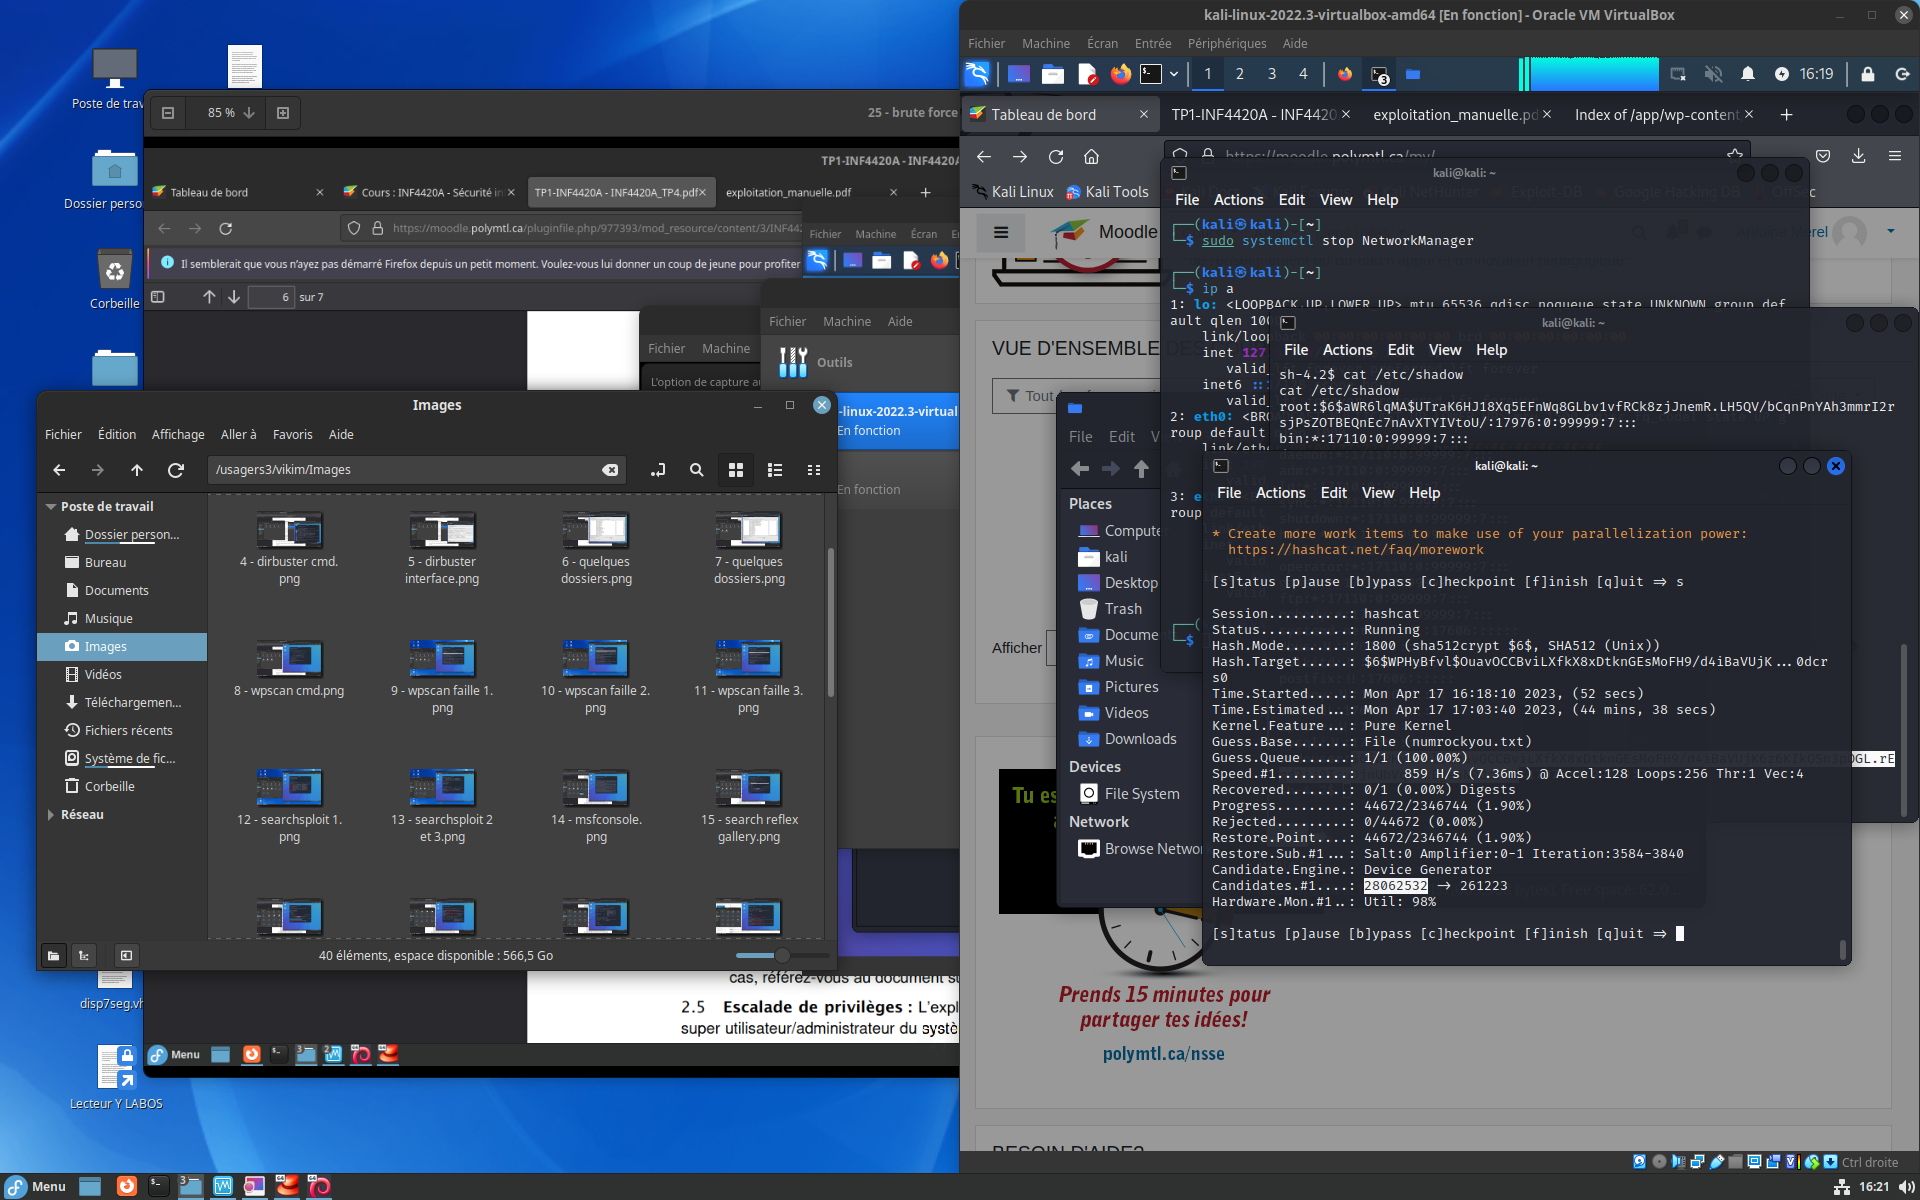 Poste de trav
Dossier perso
Corbeille
disp7seg.vh
Lecteur Y LABOS
85 %
25 - brute force
TP1-INF4420A - INF4420A
Tableau de bord
Cours : INF4420A - Sécurité in
TP1-INF4420A - INF4420A_TP4.pdf
exploitation_manuelle.pdf
https://moodle.polymtl.ca/pluginfile.php/977393/mod_resource/content/3/INF44
Il semblerait que vous n'ayez pas démarré Firefox depuis un petit moment. Voulez-vous lui donner un coup de jeune pour profiter
6 sur 7
Fichier Machine Écran
Fichier Machine Aide
Outils
Fichier Machine
L'option de capture au
-linux-2022.3-virtual
En fonction
En fonction
Images
Fichier Édition Affichage Aller à Favoris Aide
/usagers3/vikim/Images
Poste de travail
Dossier person...
Bureau
Documents
Musique
Images
Vidéos
Téléchargemen...
Fichiers récents
Système de fic...
Corbeille
Réseau
4 - dirbuster cmd.
png
5 - dirbuster
interface.png
6 - quelques
dossiers.png
7 - quelques
dossiers.png
8 - wpscan cmd.png
9 - wpscan faille 1.
png
10 - wpscan faille 2.
png
11 - wpscan faille 3.
png
12 - searchsploit 1.
png
13 - searchsploit 2
et 3.png
14 - msfconsole.
png
15 - search reflex
gallery.png
40 éléments, espace disponible : 566,5 Go
cas, référez-vous au document su
2.5 Escalade de privilèges : L'expl
super utilisateur/administrateur du systè
Menu
kali-linux-2022.3-virtualbox-amd64 [En fonction] - Oracle VM VirtualBox
Fichier Machine Écran Entrée Périphériques Aide
1 2 3 4
3
16:19
Tableau de bord
TP1-INF4420A - INF4420
exploitation_manuelle.pd
Index of /app/wp-content
https://moodle.polymtl.ca/my/
Kali Linux
Kali Tools
Kali NetHunter
Exploit-DB
Google Hacking DB
OffSec
Moodle
VUE D'ENSEMBLE
Tout
Afficher
Tu es
Prends 15 minutes pour
partager tes idées!
polymtl.ca/nsse
BESOIN D'AIDE?
kali@kali: ~
File Actions Edit View Help
┌──(kali㉿kali)-[~]
└─$ sudo systemctl stop NetworkManager
┌──(kali㉿kali)-[~]
└─$ ip a
1: lo: <LOOPBACK,UP,LOWER_UP> mtu 65536 qdisc noqueue state UNKNOWN group def
ault qlen 100
link/loopb
inet 127
valid_
inet6 ::
valid_
2: eth0: <BRO
roup default
link/ethe
3: e
roup
kali@kali: ~
File Actions Edit View Help
sh-4.2$ cat /etc/shadow
cat /etc/shadow
root:$6$aWR6lqMA$UTraK6HJ18Xq5EFnWq8GLbv1vfRCk8zjJnemR.LH5QV/bCqnPnYAh3mmrI2r
sjPsZOTBEQnEc7nAvXTYIVtoU/:17976:0:99999:7:::
bin:*:17110:0:99999:7:::
OGL.rE
File Edit V
Places
Compute
kali
Desktop
Trash
Docume
Music
Pictures
Videos
Downloads
Devices
File System
Network
Browse Networ
kali@kali: ~
File Actions Edit View Help
* Create more work items to make use of your parallelization power:
https://hashcat.net/faq/morework
[s]tatus [p]ause [b]ypass [c]heckpoint [f]inish [q]uit => s
Session..........: hashcat
Status...........: Running
Hash.Mode........: 1800 (sha512crypt $6$, SHA512 (Unix))
Hash.Target......: $6$WPHyBfvl$OuavOCCBviLXfkX8xDtknGEsMoFH9/d4iBaVUjK...0dcr
s0
Time.Started.....: Mon Apr 17 16:18:10 2023, (52 secs)
Time.Estimated...: Mon Apr 17 17:03:40 2023, (44 mins, 38 secs)
Kernel.Feature...: Pure Kernel
Guess.Base.......: File (numrockyou.txt)
Guess.Queue......: 1/1 (100.00%)
Speed.#1.........: 859 H/s (7.36ms) @ Accel:128 Loops:256 Thr:1 Vec:4
Recovered........: 0/1 (0.00%) Digests
Progress.........: 44672/2346744 (1.90%)
Rejected.........: 0/44672 (0.00%)
Restore.Point....: 44672/2346744 (1.90%)
Restore.Sub.#1...: Salt:0 Amplifier:0-1 Iteration:3584-3840
Candidate.Engine.: Device Generator
Candidates.#1....: 28062532 -> 261223
Hardware.Mon.#1..: Util: 98%
[s]tatus [p]ause [b]ypass [c]heckpoint [f]inish [q]uit =>
Ctrl droite
Menu
16:21